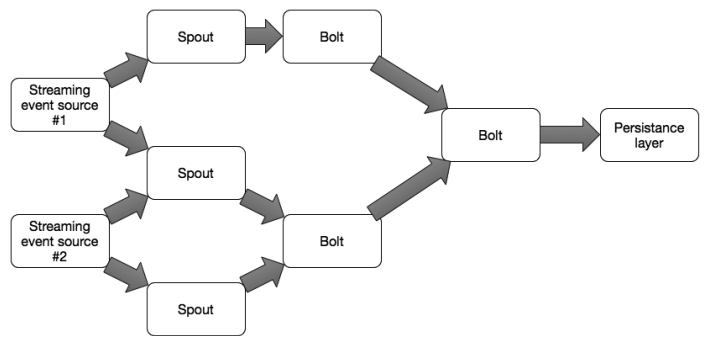 Spout
Bolt
Streaming
event source
#1
Bolt
Persistance
layer
Spout
Streaming
event source
#2
Bolt
Spout